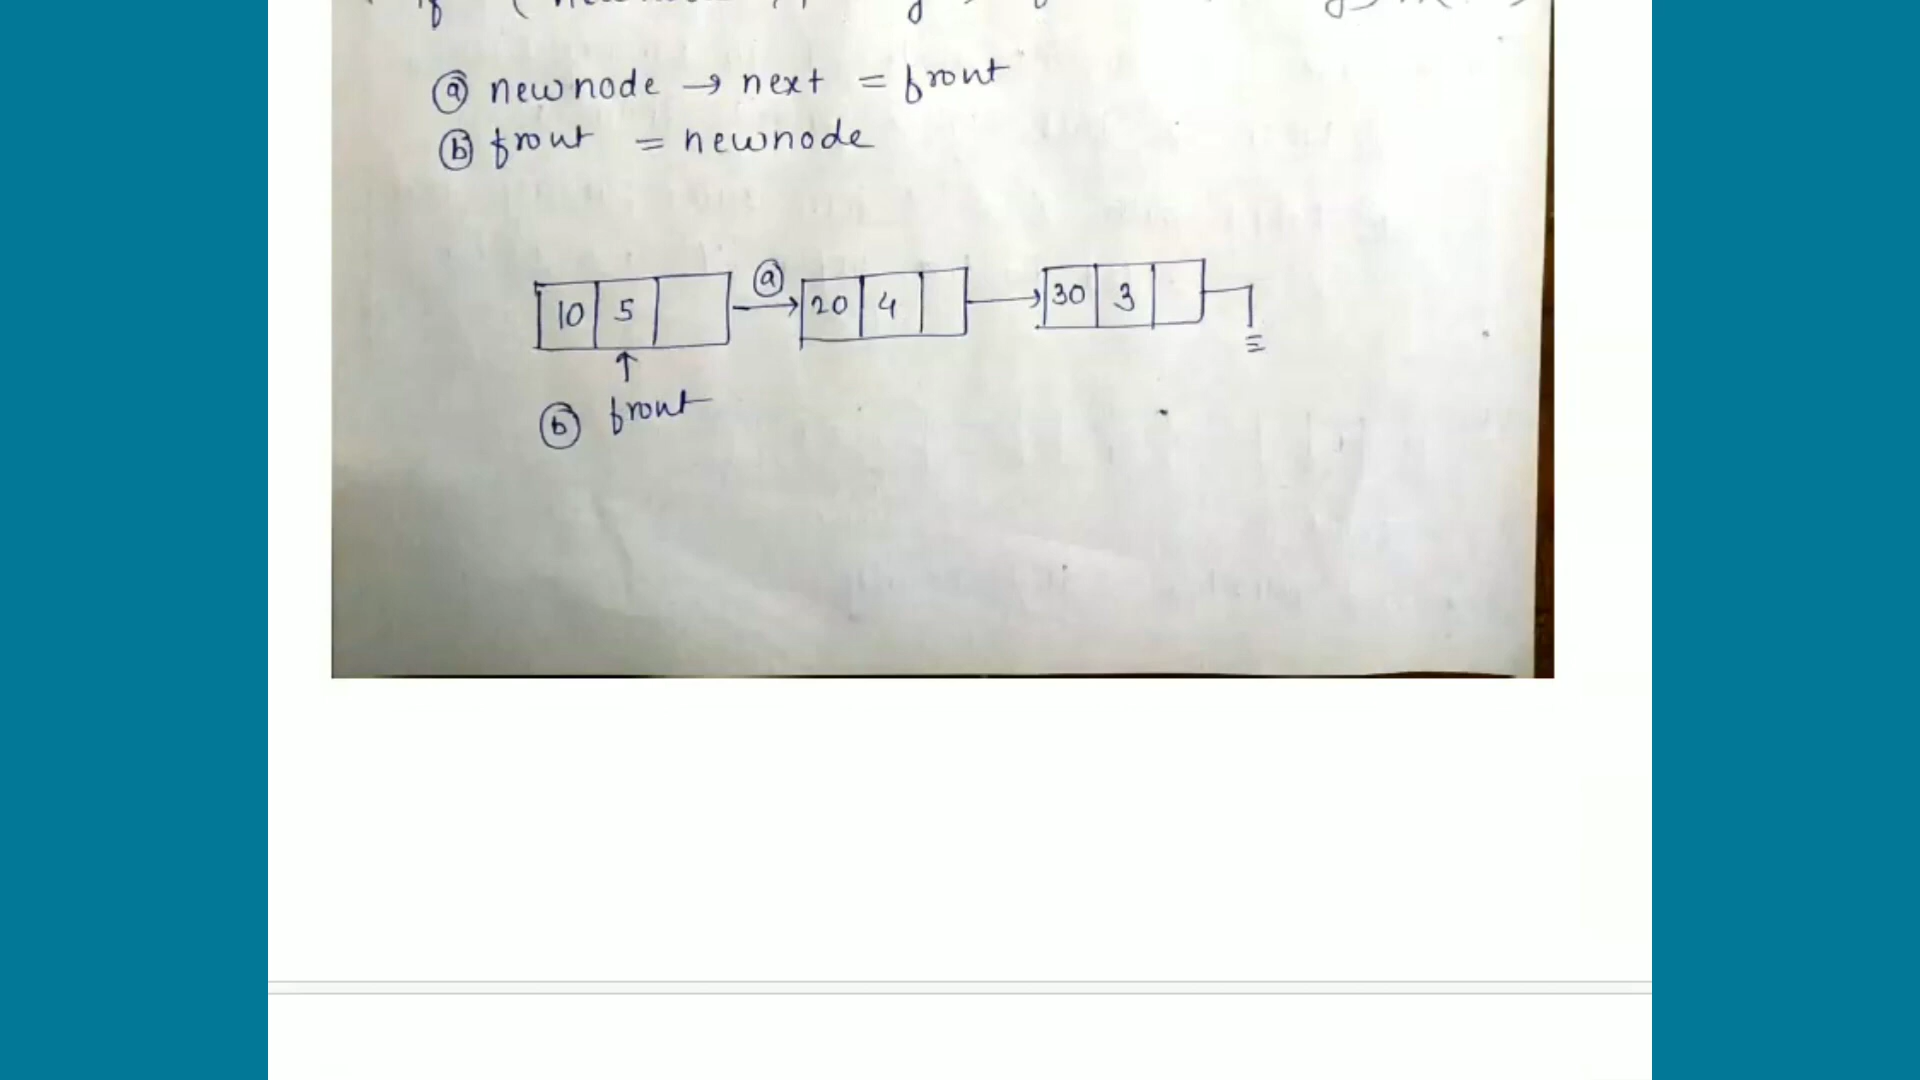 ⓐ newnode → next = front
ⓑ front = newnode
10 5 ⓐ 20 4 30 3
ⓑ front